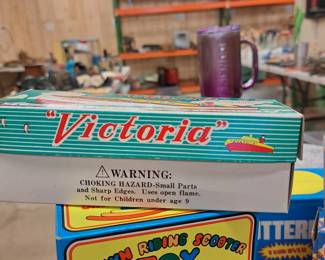 "Victoria"
⚠WARNING:
CHOKING HAZARD-Small Parts
and Sharp Edges. Uses open flame.
Not for Children under age 9
RIDING SCOOTER